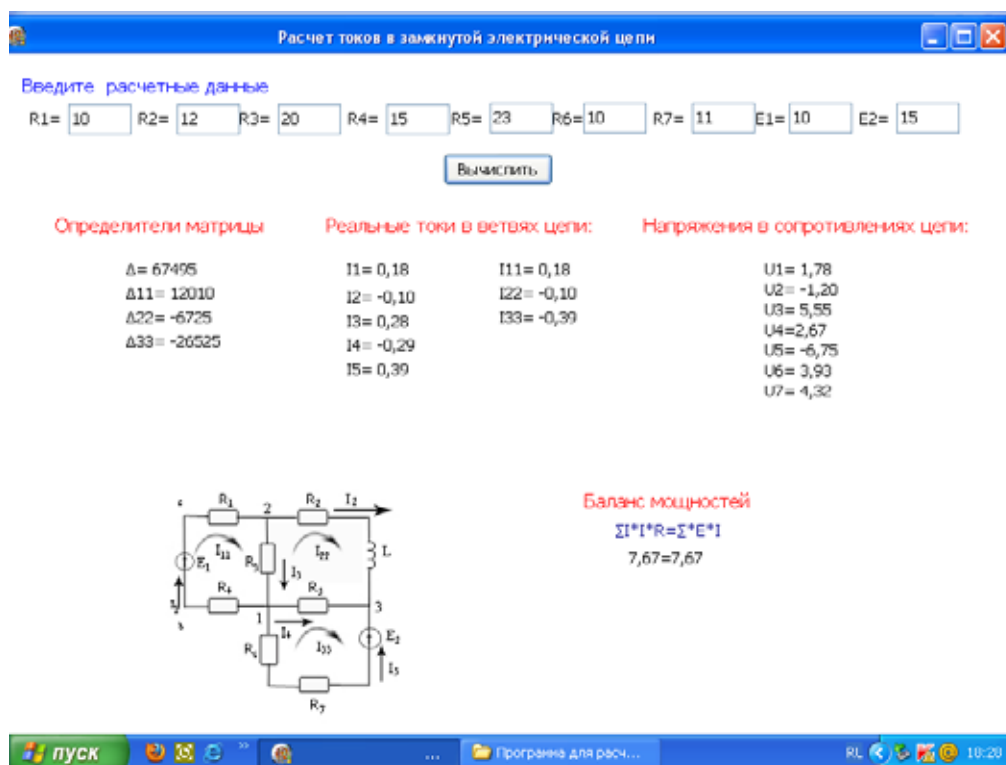 Расчет токов в замкнутой электрической цепи
Введите расчетные данные
R1= 10 R2= 12 R3= 20 R4= 15 R5= 23 R6= 10 R7= 11 E1= 10 E2= 15
Вычислить
Определители матрицы Реальные токи в ветвях цепи: Напряжения в сопротивлениях цепи:
Δ= 67495
Δ11= 12010
Δ22= -6725
Δ33= -26525
I1= 0,18
I2= -0,10
I3= 0,28
I4= -0,29
I5= 0,39
I11= 0,18
I22= -0,10
I33= -0,39
U1= 1,78
U2= -1,20
U3= 5,55
U4=2,67
U5= -6,75
U6= 3,93
U7= 4,32
c R1 2 R2 I2
E1 I11 R5 I3 I22 L
R4 R3
1 I4 3
R6 I33 E2
I5
R7
Баланс мощностей
ΣI*I*R=Σ*E*I
7,67=7,67
пуск » ... Программа для расч... RL 18:28